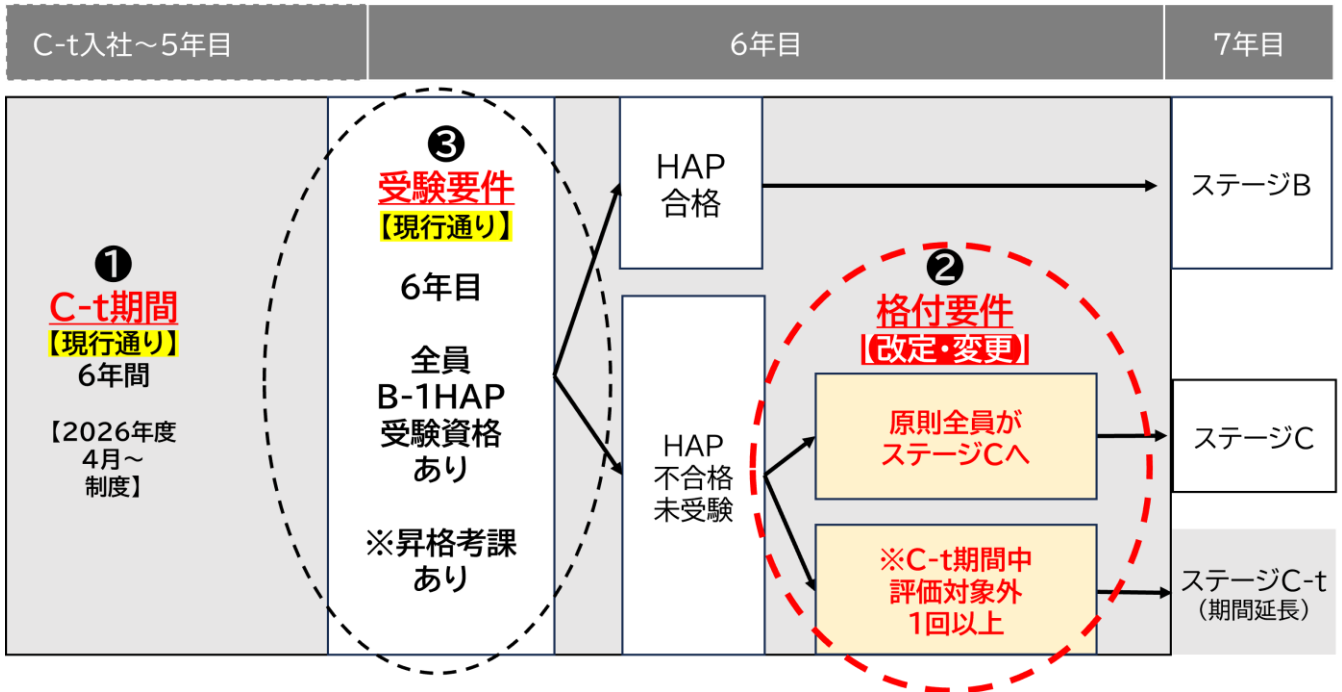 C-t入社～5年目
6年目
7年目
❶
C-t期間
【現行通り】
6年間
【2026年度
4月～
制度】
❸
受験要件
【現行通り】
6年目
全員
B-1HAP
受験資格
あり
※昇格考課
あり
HAP
合格
HAP
不合格
未受験
❷
格付要件
【改定・変更】
原則全員が
ステージCへ
※C-t期間中
評価対象外
1回以上
ステージB
ステージC
ステージC-t
（期間延長）